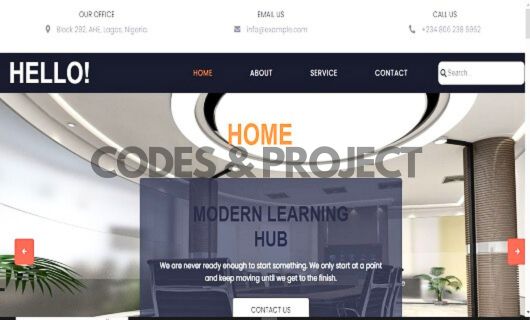 OUR OFFICE
Block 292, AHE, Lagos, Nigeria.
EMAIL US
info@example.com
CALL US
+234 806 238 5952
HELLO!
HOME ABOUT SERVICE CONTACT Search
HOME
CODES & PROJECT
MODERN LEARNING
HUB
We are never ready enough to start something. We only start at a point
and keep moving until we get to the finish.
CONTACT US